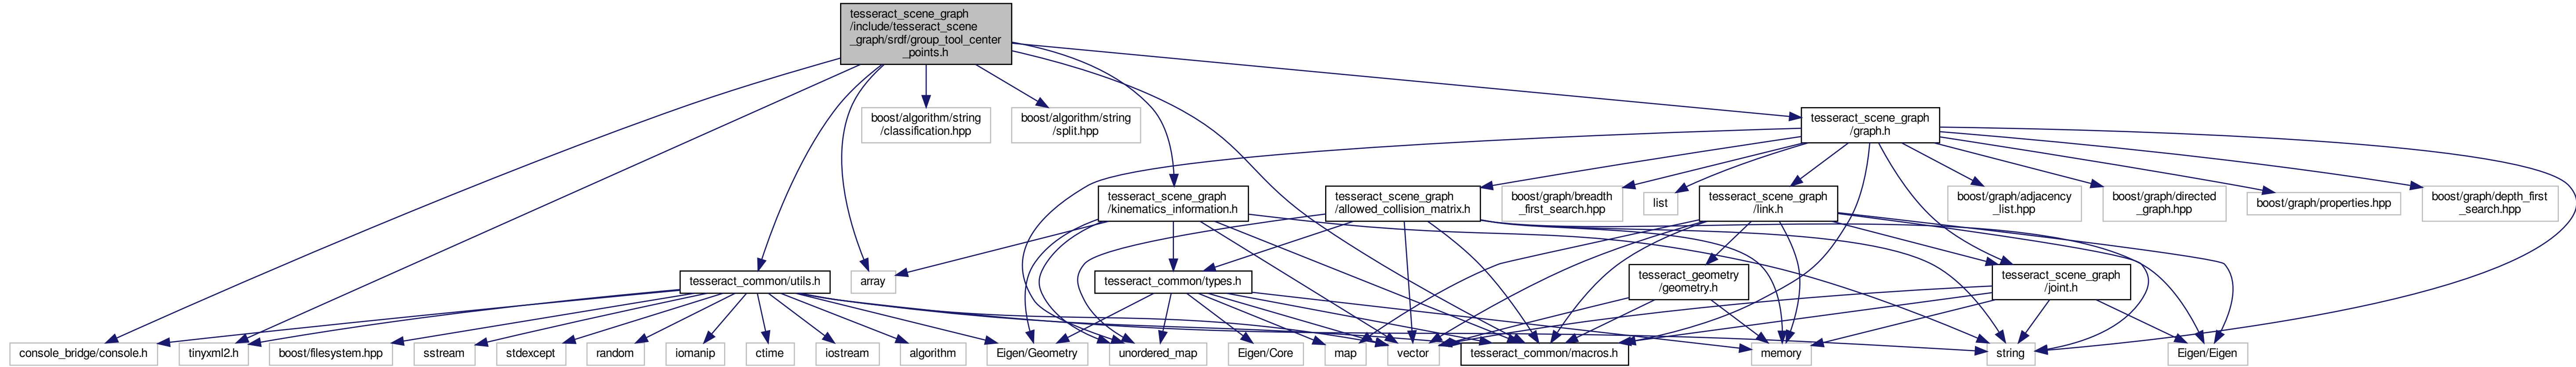 tesseract_scene_graph
/include/tesseract_scene
_graph/srdf/group_tool_center
_points.h
boost/algorithm/string
/classification.hpp
boost/algorithm/string
/split.hpp
tesseract_scene_graph
/graph.h
tesseract_scene_graph
/kinematics_information.h
tesseract_scene_graph
/allowed_collision_matrix.h
boost/graph/breadth
_first_search.hpp
list
tesseract_scene_graph
/link.h
boost/graph/adjacency
_list.hpp
boost/graph/directed
_graph.hpp
boost/graph/properties.hpp
boost/graph/depth_first
_search.hpp
tesseract_common/utils.h
array
tesseract_common/types.h
tesseract_geometry
/geometry.h
tesseract_scene_graph
/joint.h
console_bridge/console.h
tinyxml2.h
boost/filesystem.hpp
sstream
stdexcept
random
iomanip
ctime
iostream
algorithm
Eigen/Geometry
unordered_map
Eigen/Core
map
vector
tesseract_common/macros.h
memory
string
Eigen/Eigen